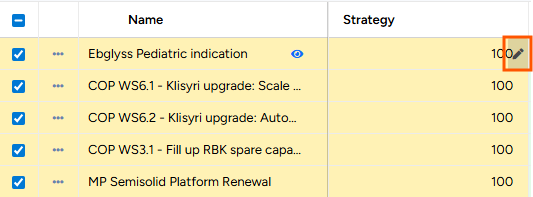 Name Strategy
Ebglyss Pediatric indication 100
COP WS6.1 - Klisyri upgrade: Scale ... 100
COP WS6.2 - Klisyri upgrade: Auto... 100
COP WS3.1 - Fill up RBK spare capa... 100
MP Semisolid Platform Renewal 100